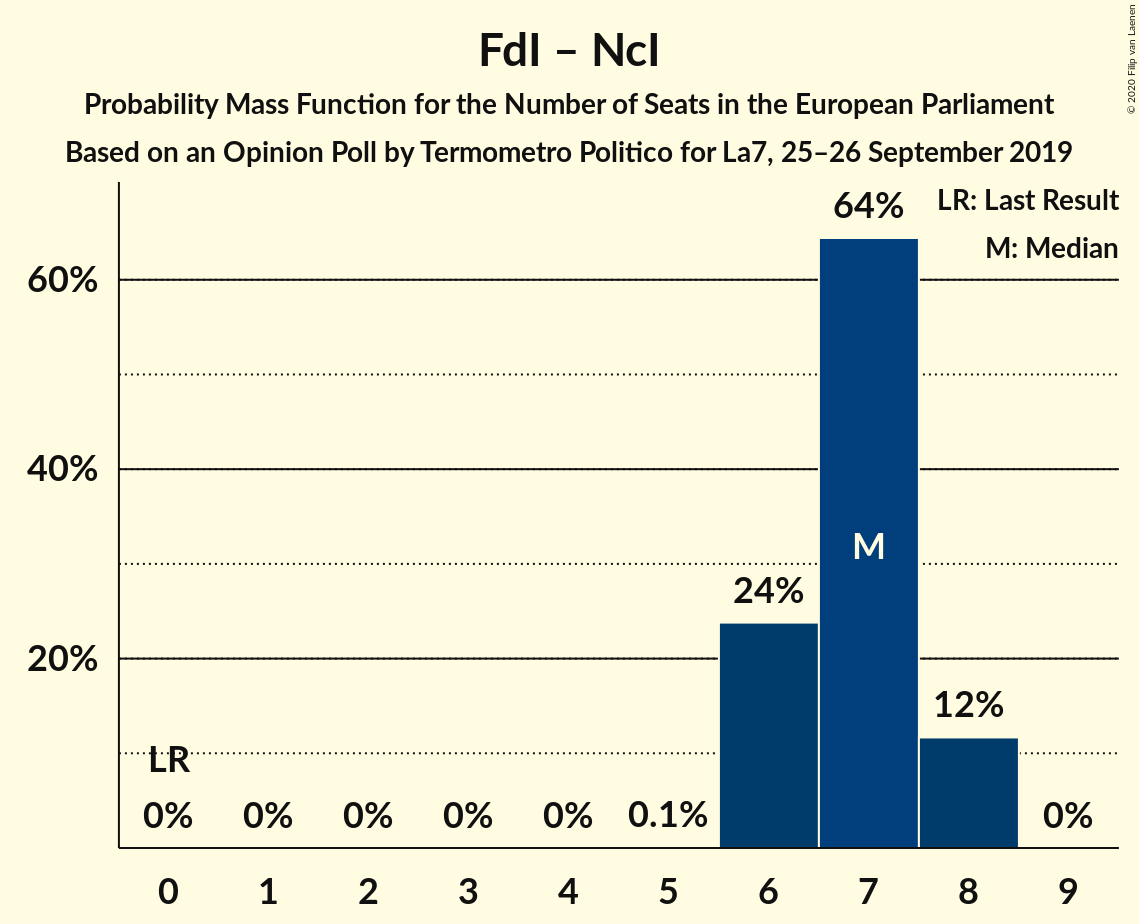 FdI – NcI
Probability Mass Function for the Number of Seats in the European Parliament
Based on an Opinion Poll by Termometro Politico for La7, 25–26 September 2019
© 2020 Filip van Laenen
LR: Last Result
M: Median
60%
40%
20%
64%
M
24%
12%
LR
0%
0%
0%
0%
0%
0.1%
0%
0
1
2
3
4
5
6
7
8
9